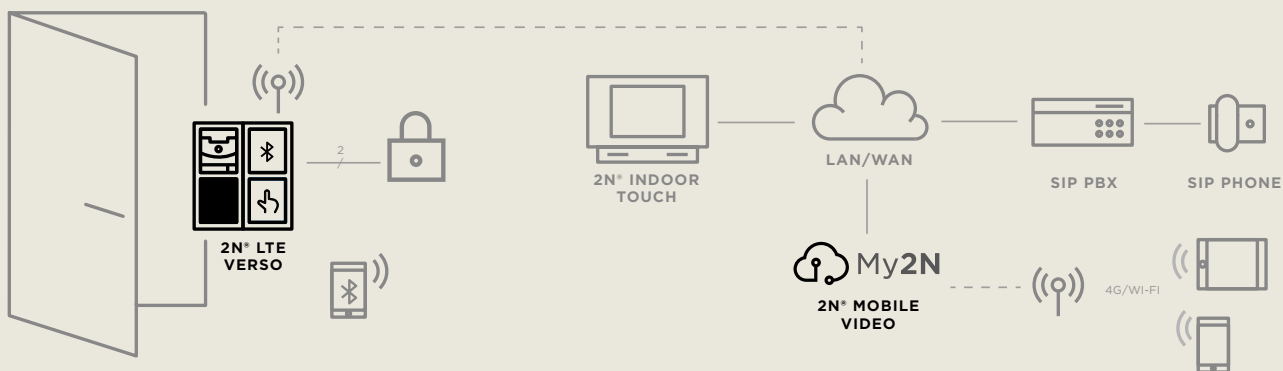 2
2N® LTE
VERSO
2N® INDOOR
TOUCH
LAN/WAN
SIP PBX
SIP PHONE
My2N
2N® MOBILE
VIDEO
4G/WI-FI